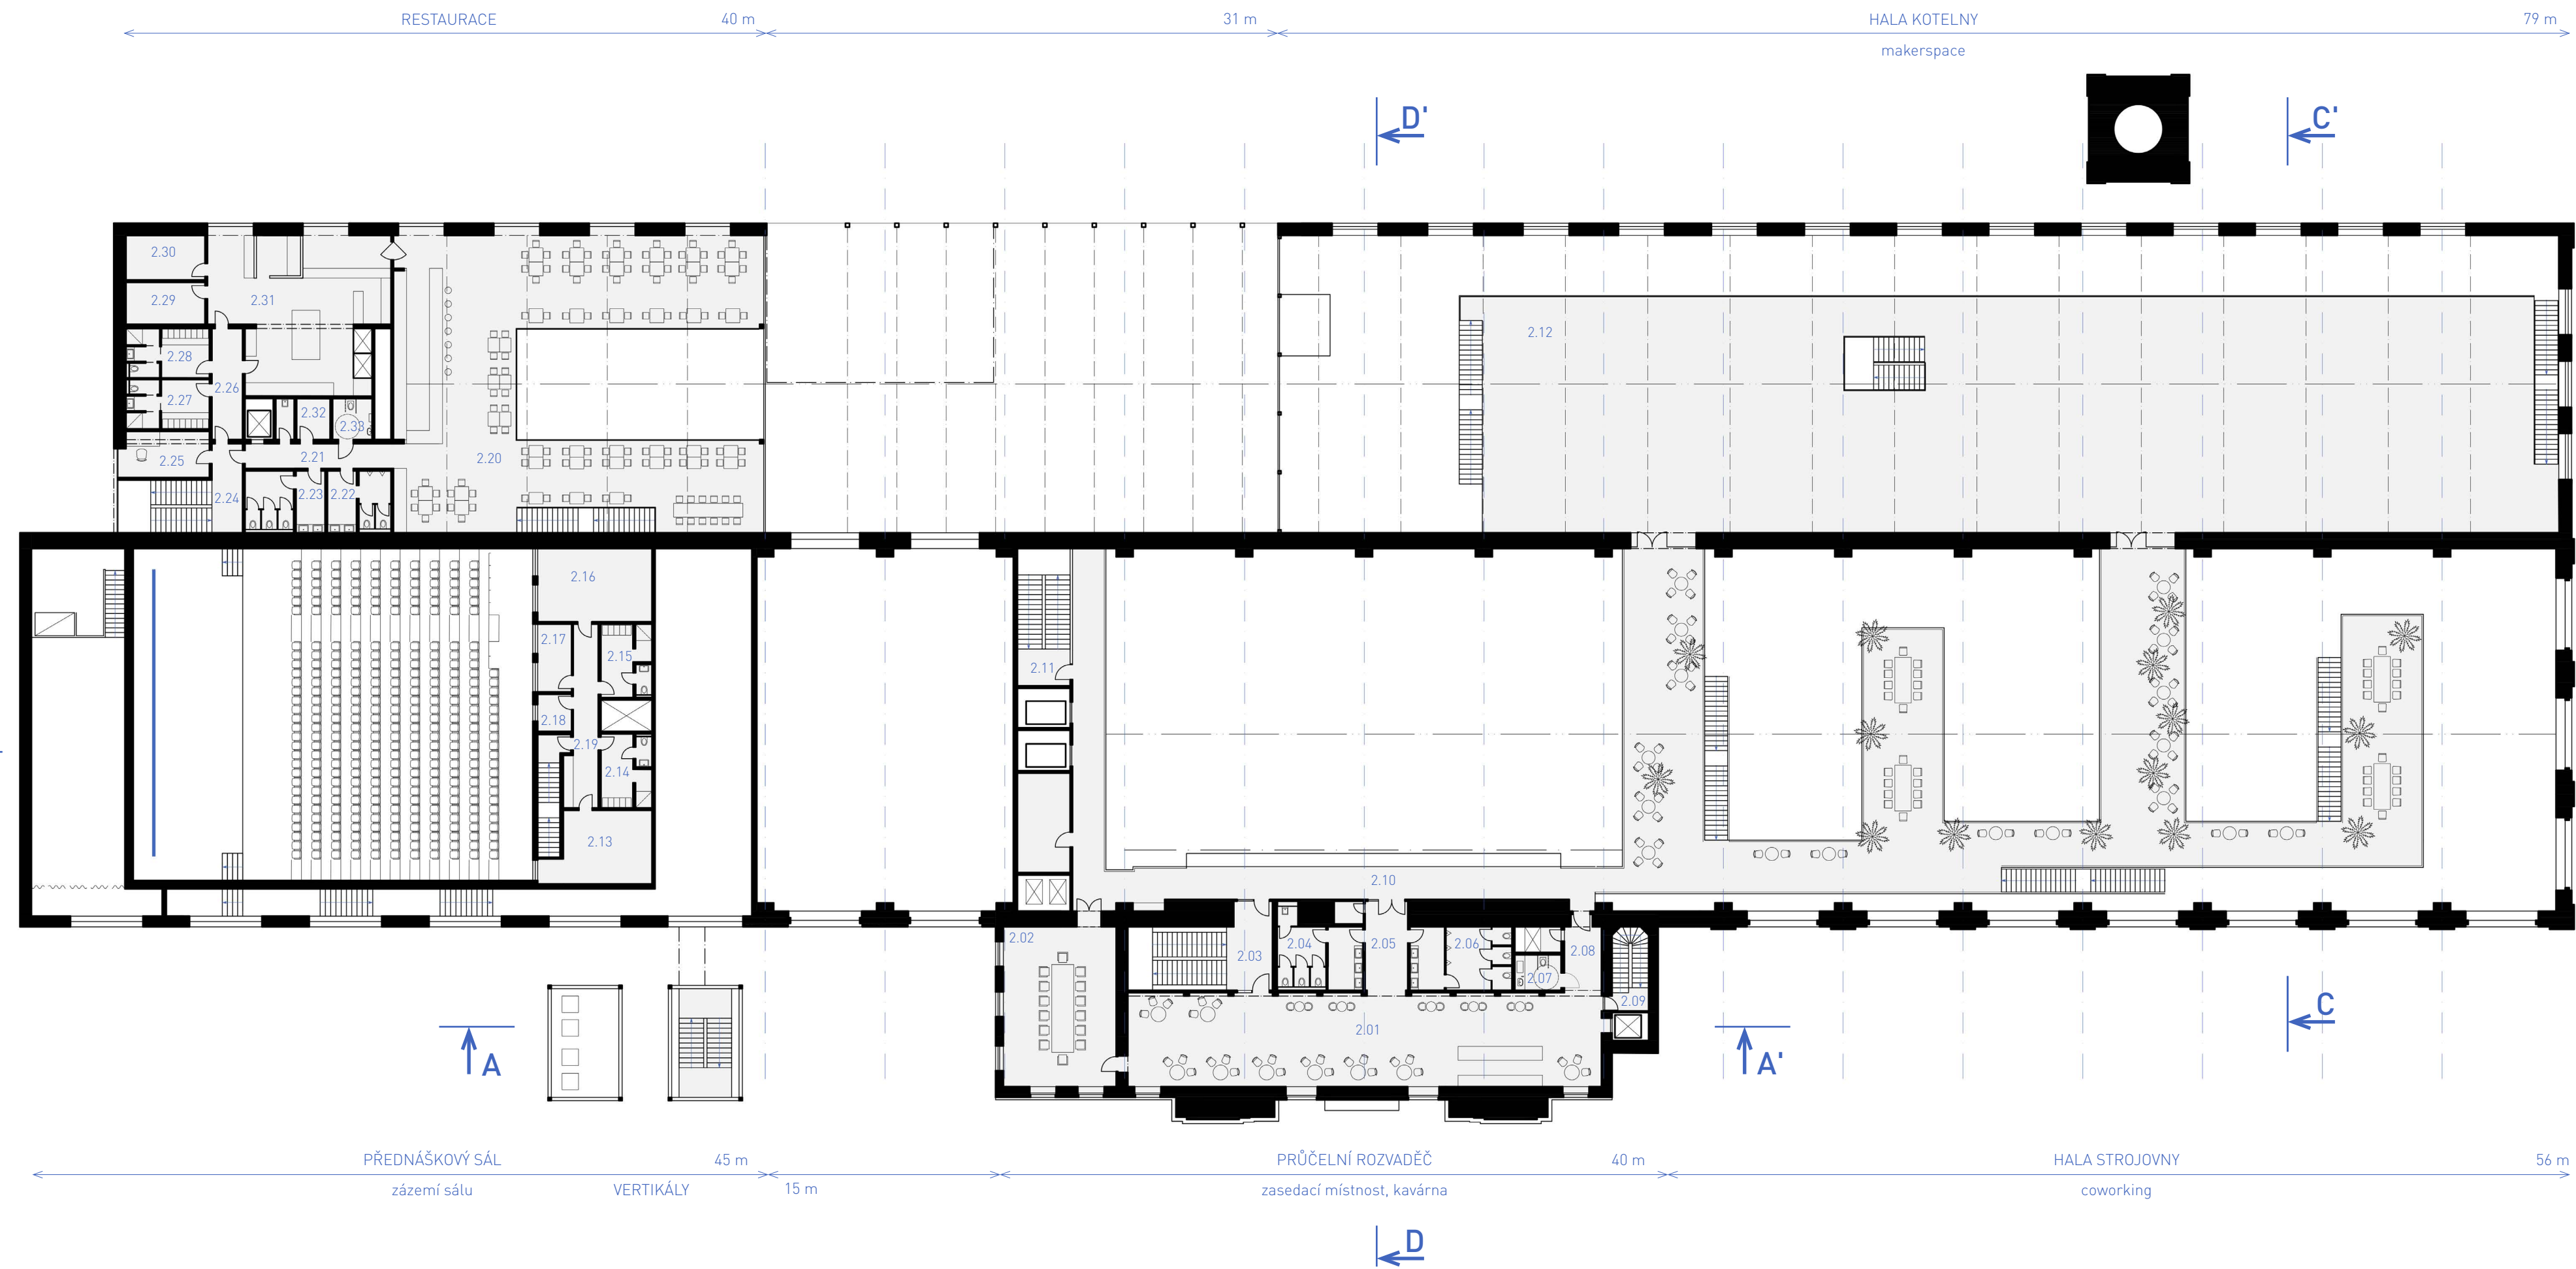 RESTAURACE 40 m 31 m HALA KOTELNY 79 m
makerspace
D' C'
2.30
2.29 2.31
2.12
2.28
2.26
2.27
2.32
2.33
2.25 2.21 2.20
2.24 2.23 2.22
2.16
2.17
2.15
2.11
2.18
2.19
2.14
2.13
2.10
2.02
2.03 2.04 2.05 2.06 2.08
2.07
2.09
2.01
C
A A'
PŘEDNÁŠKOVÝ SÁL 45 m PRŮČELNÍ ROZVADĚČ 40 m HALA STROJOVNY 56 m
zázemí sálu VERTIKÁLY 15 m zasedací místnost, kavárna coworking
D